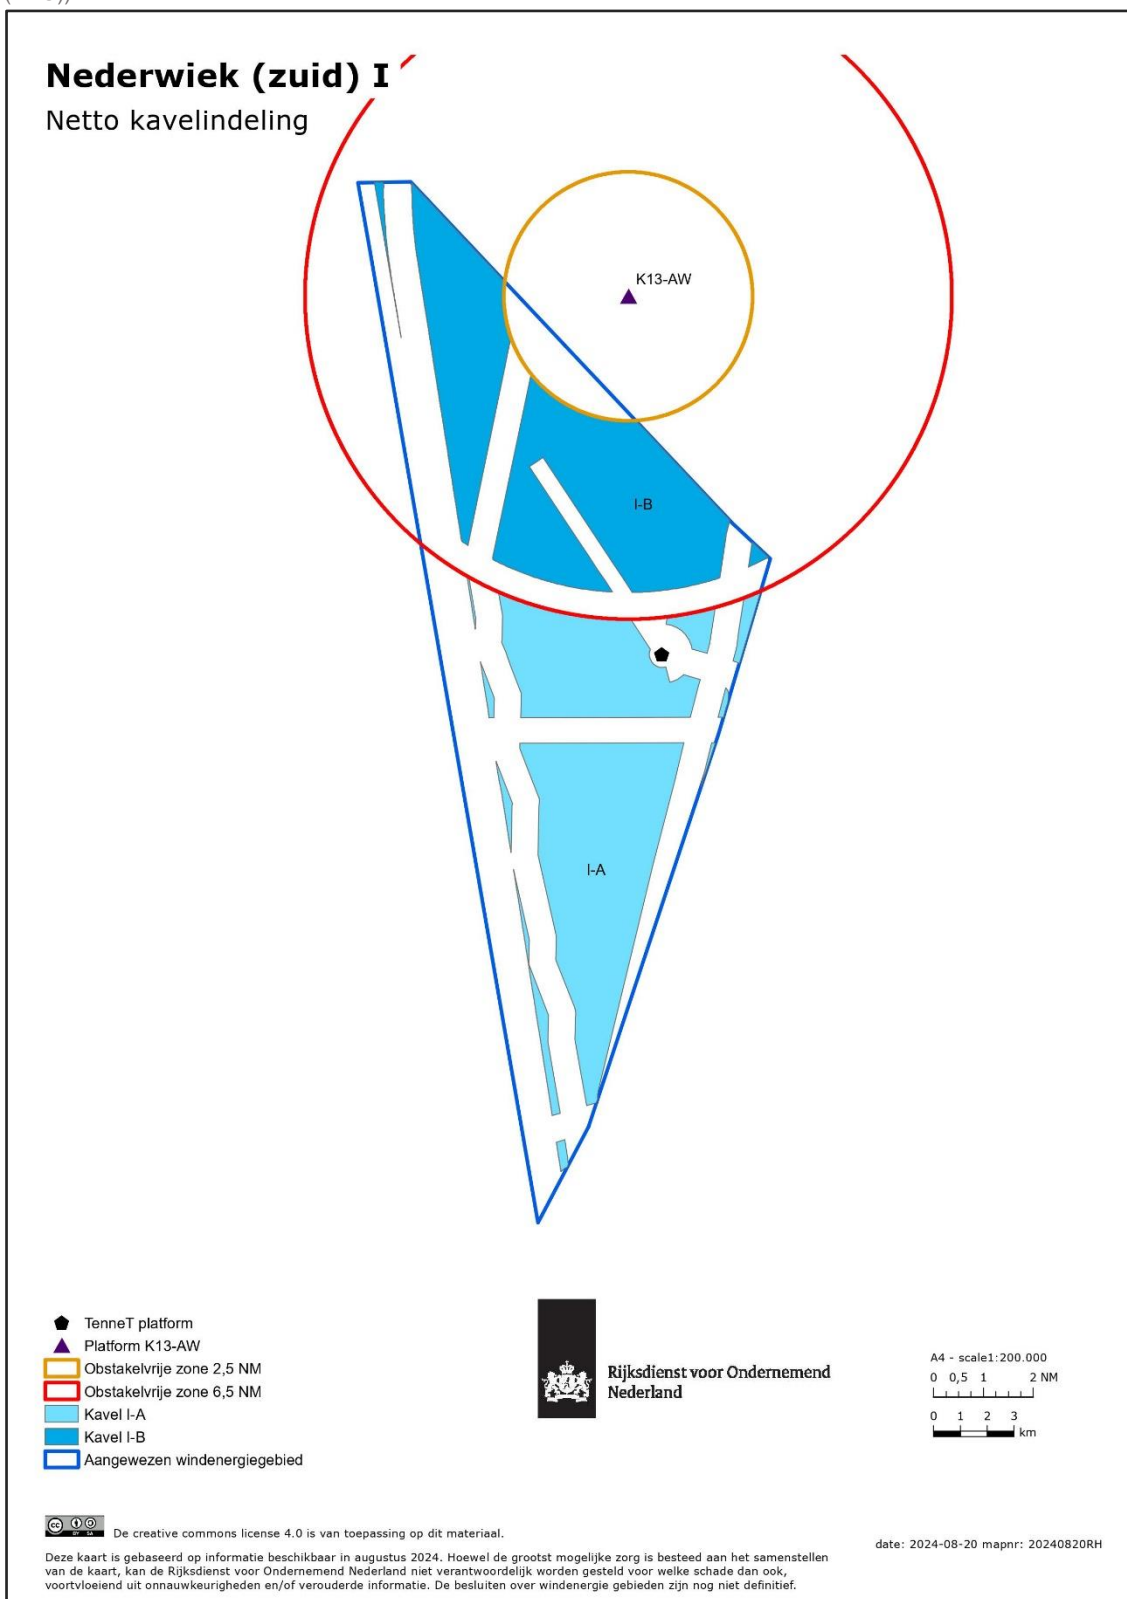 Nederwiek (zuid) I
Netto kavelindeling
K13-AW
I-B
I-A
TenneT platform
Platform K13-AW
Obstakelvrije zone 2,5 NM
Obstakelvrije zone 6,5 NM
Kavel I-A
Kavel I-B
Aangewezen windenergiegebied
Rijksdienst voor Ondernemend
Nederland
A4 - scale1:200.000
0 0,5 1 2 NM
0 1 2 3
km
CC BY SA
De creative commons license 4.0 is van toepassing op dit materiaal.
Deze kaart is gebaseerd op informatie beschikbaar in augustus 2024. Hoewel de grootst mogelijke zorg is besteed aan het samenstellen
van de kaart, kan de Rijksdienst voor Ondernemend Nederland niet verantwoordelijk worden gesteld voor welke schade dan ook,
voortvloeiend uit onnauwkeurigheden en/of verouderde informatie. De besluiten over windenergie gebieden zijn nog niet definitief.
date: 2024-08-20 mapnr: 20240820RH